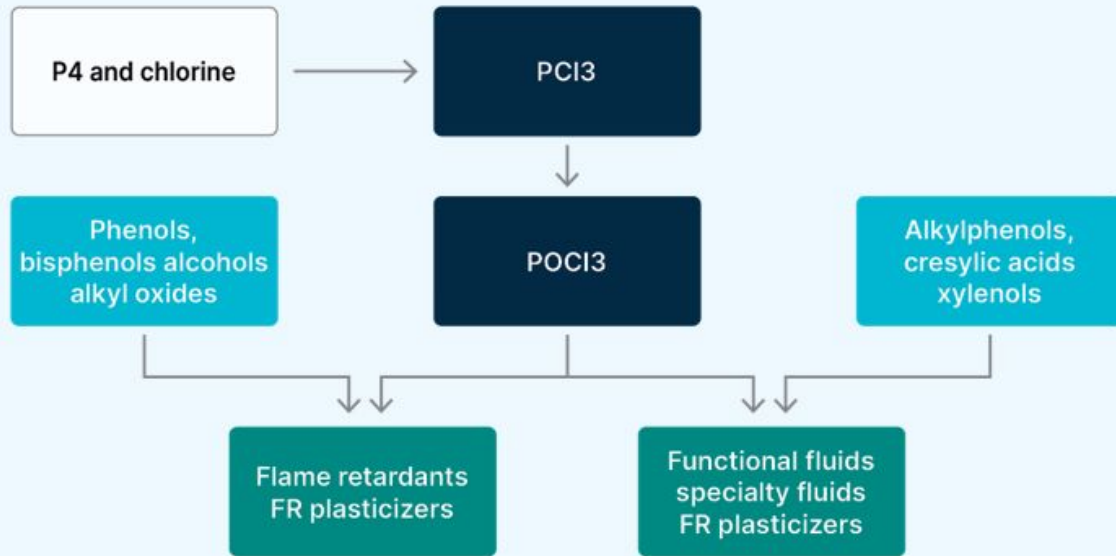 P4 and chlorine
PCl3
Phenols,
bisphenols alcohols
alkyl oxides
POCl3
Alkylphenols,
cresylic acids
xylenols
Flame retardants
FR plasticizers
Functional fluids
specialty fluids
FR plasticizers